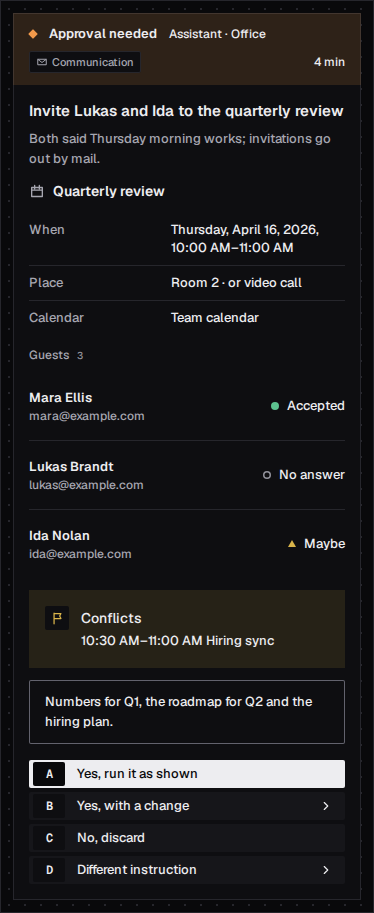 Approval needed Assistant · Office
Communication 4 min
Invite Lukas and Ida to the quarterly review
Both said Thursday morning works; invitations go
out by mail.
Quarterly review
When Thursday, April 16, 2026,
10:00 AM–11:00 AM
Place Room 2 · or video call
Calendar Team calendar
Guests 3
Mara Ellis
mara@example.com
Accepted
Lukas Brandt
lukas@example.com
No answer
Ida Nolan
ida@example.com
Maybe
Conflicts
10:30 AM–11:00 AM Hiring sync
Numbers for Q1, the roadmap for Q2 and the
hiring plan.
A Yes, run it as shown
B Yes, with a change
C No, discard
D Different instruction